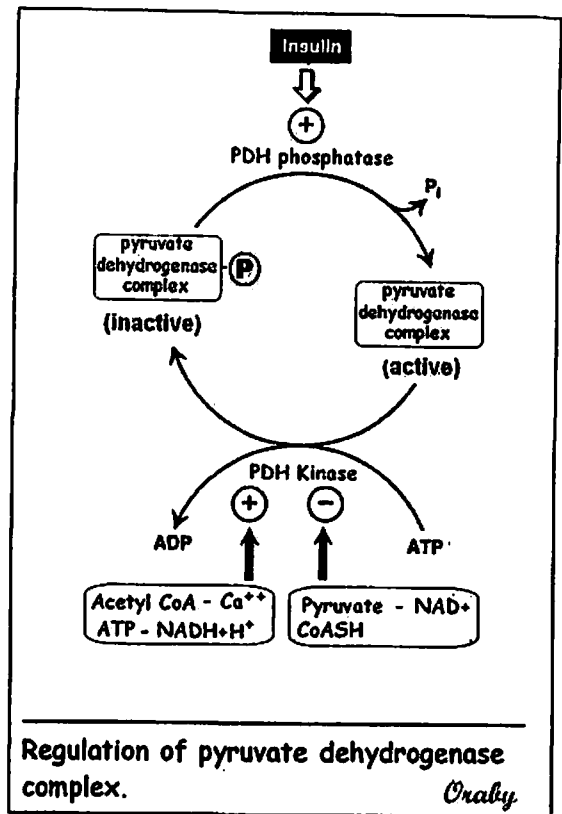 Insulin
+
PDH phosphatase
Pi
pyruvate
dehydrogenase
complex
P
(inactive)
pyruvate
dehydrogenase
complex
(active)
PDH Kinase
+
−
ADP
ATP
Acetyl CoA - Ca++
ATP - NADH+H+
Pyruvate - NAD+
CoASH
Regulation of pyruvate dehydrogenase
complex.
Oraby